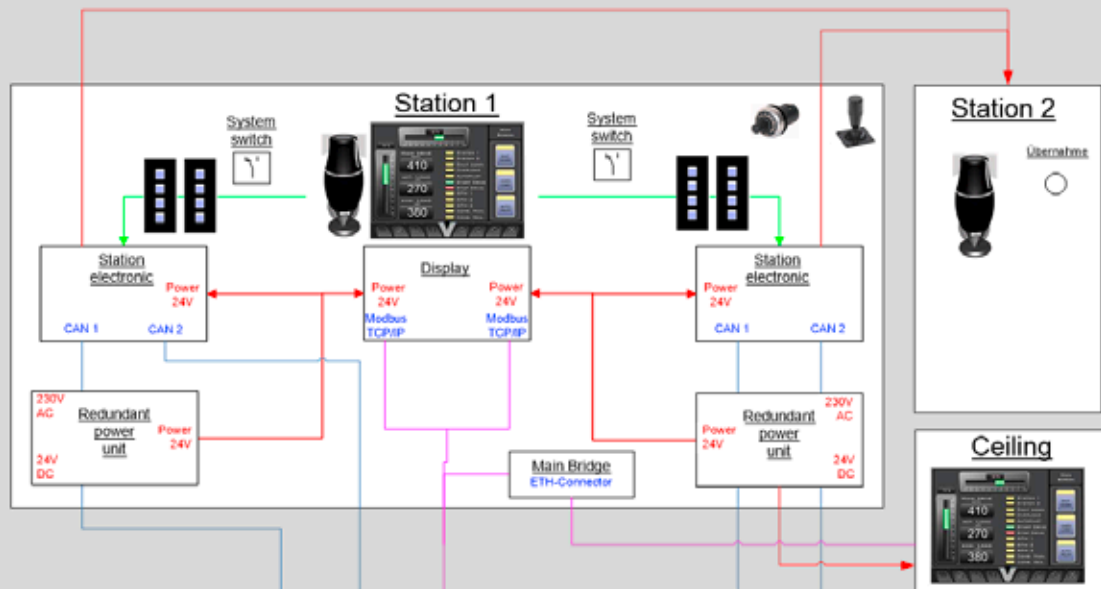 Station 1
System
switch
System
switch
410
270
380
Station
electronic
Power
24V
CAN 1
CAN 2
Display
Power
24V
Modbus
TCP/IP
Power
24V
Modbus
TCP/IP
Station
electronic
Power
24V
CAN 1
CAN 2
230V
AC
Redundant
power
unit
Power
24V
24V
DC
Main Bridge
ETH-Connector
230V
AC
Redundant
power
unit
Power
24V
24V
DC
Station 2
Übernahme
Ceiling
410
270
380